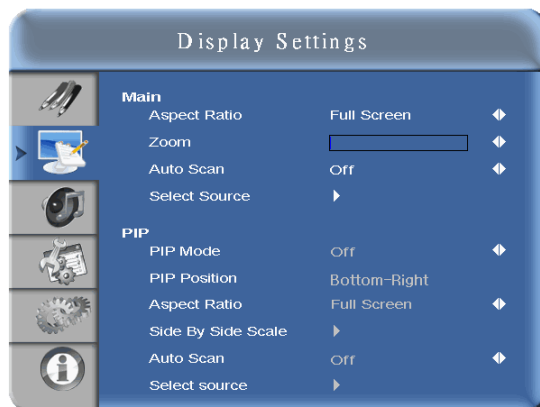 Display Settings
Main
Aspect Ratio Full Screen
Zoom
Auto Scan Off
Select Source
PIP
PIP Mode Off
PIP Position Bottom-Right
Aspect Ratio Full Screen
Side By Side Scale
Auto Scan Off
Select source